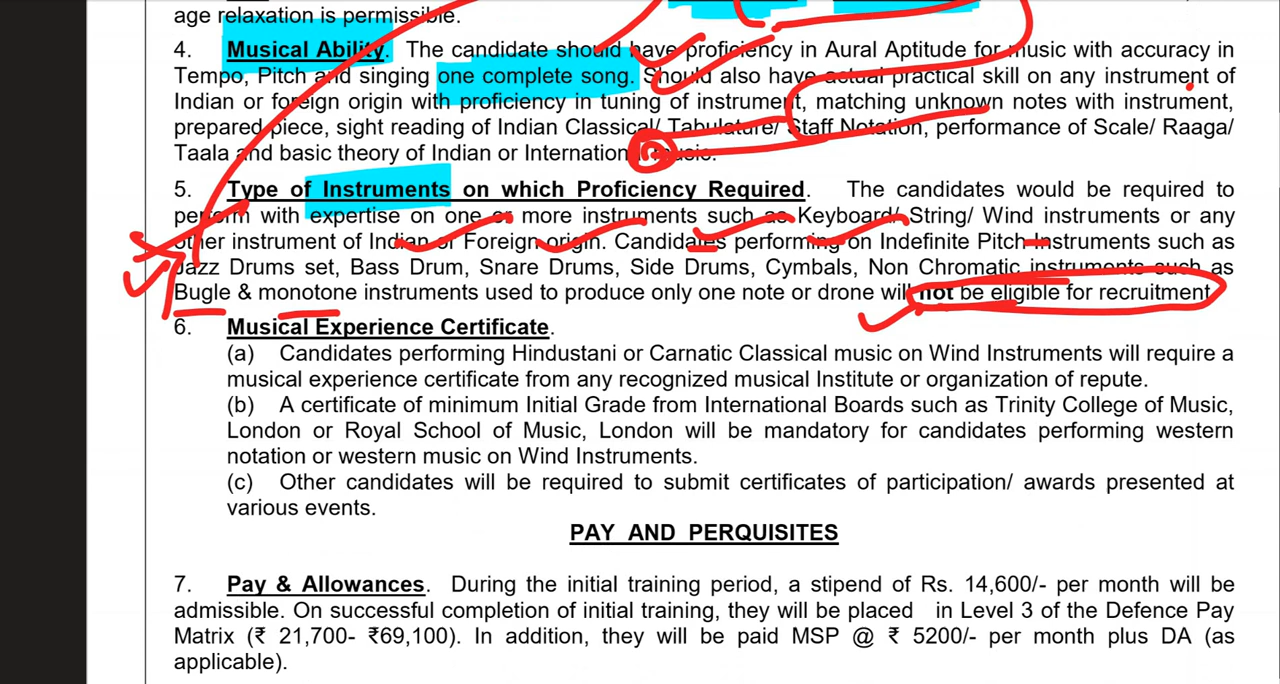 age relaxation is permissible.
4. Musical Ability. The candidate should have proficiency in Aural Aptitude for music with accuracy in
Tempo, Pitch and singing one complete song. Should also have actual practical skill on any instrument of
Indian or foreign origin with proficiency in tuning of instrument, matching unknown notes with instrument,
prepared piece, sight reading of Indian Classical/ Tabulature/ Staff Notation, performance of Scale/ Raaga/
Taala and basic theory of Indian or International music.
5. Type of Instruments on which Proficiency Required. The candidates would be required to
perform with expertise on one or more instruments such as Keyboard/ String/ Wind instruments or any
other instrument of Indian or Foreign origin. Candidates performing on Indefinite Pitch Instruments such as
Jazz Drums set, Bass Drum, Snare Drums, Side Drums, Cymbals, Non Chromatic instruments such as
Bugle & monotone instruments used to produce only one note or drone will not be eligible for recruitment
6. Musical Experience Certificate.
(a) Candidates performing Hindustani or Carnatic Classical music on Wind Instruments will require a
musical experience certificate from any recognized musical Institute or organization of repute.
(b) A certificate of minimum Initial Grade from International Boards such as Trinity College of Music,
London or Royal School of Music, London will be mandatory for candidates performing western
notation or western music on Wind Instruments.
(c) Other candidates will be required to submit certificates of participation/ awards presented at
various events.
PAY AND PERQUISITES
7. Pay & Allowances. During the initial training period, a stipend of Rs. 14,600/- per month will be
admissible. On successful completion of initial training, they will be placed in Level 3 of the Defence Pay
Matrix (₹ 21,700- ₹69,100). In addition, they will be paid MSP @ ₹ 5200/- per month plus DA (as
applicable).